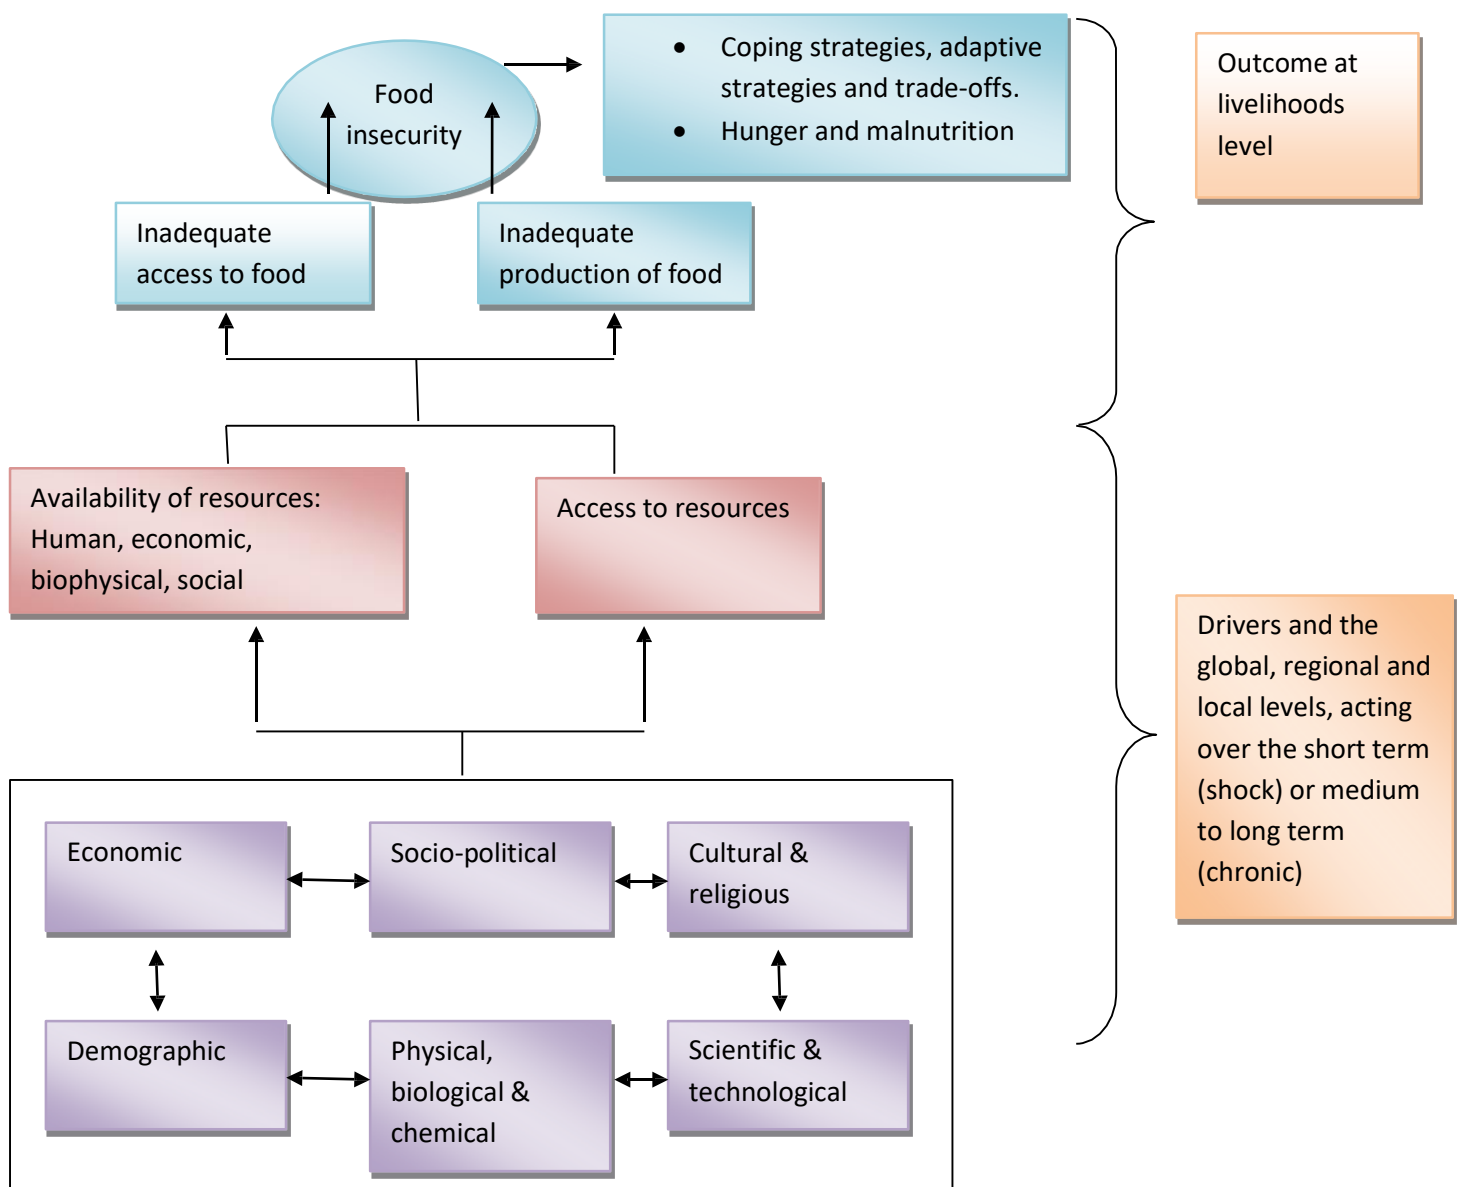 Food
insecurity
• Coping strategies, adaptive
strategies and trade-offs.
• Hunger and malnutrition
Outcome at
livelihoods
level
Inadequate
access to food
Inadequate
production of food
Availability of resources:
Human, economic,
biophysical, social
Access to resources
Drivers and the
global, regional and
local levels, acting
over the short term
(shock) or medium
to long term
(chronic)
Economic
Socio-political
Cultural &
religious
Demographic
Physical,
biological &
chemical
Scientific &
technological